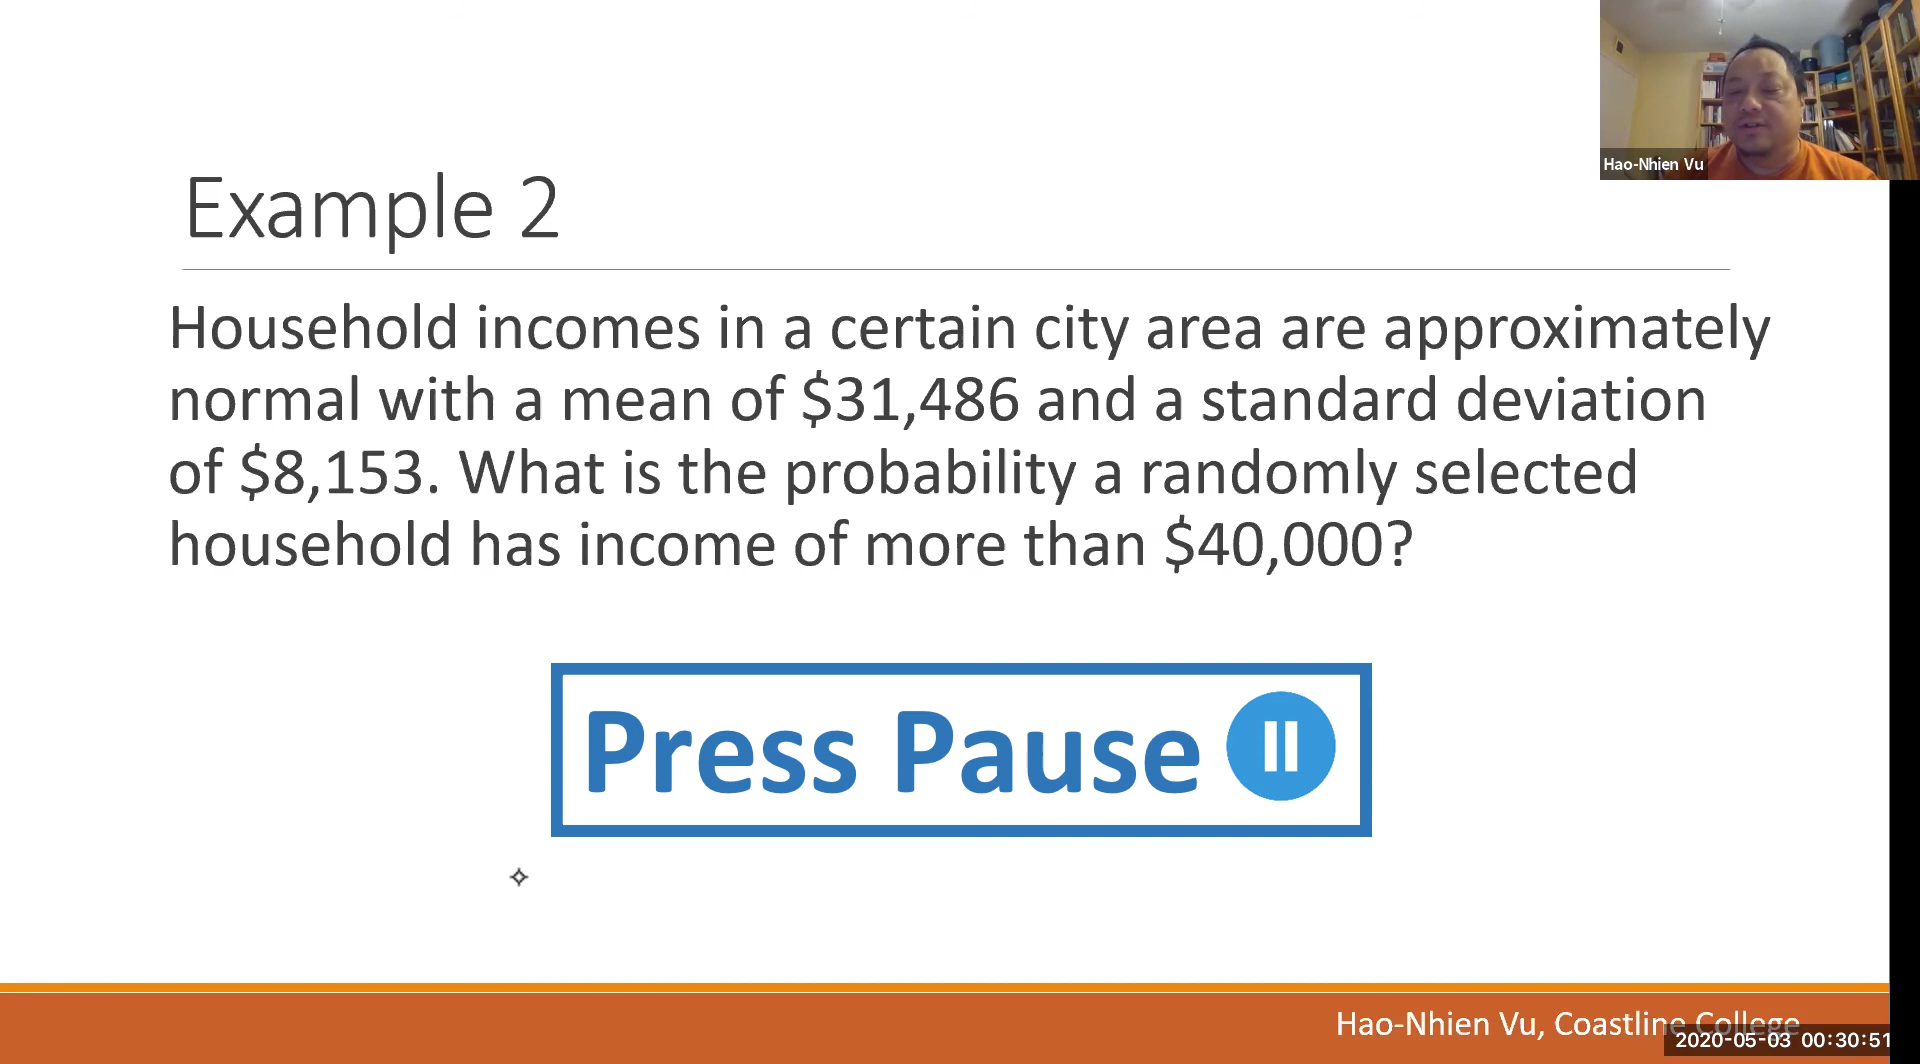 Hao-Nhien Vu
Example 2
Household incomes in a certain city area are approximately
normal with a mean of $31,486 and a standard deviation
of $8,153. What is the probability a randomly selected
household has income of more than $40,000?
Press Pause
Hao-Nhien Vu, Coastline College
2020-05-03 00:30:51